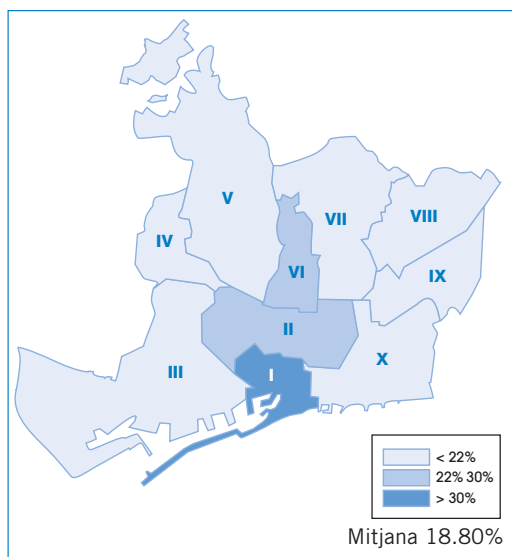 V
VII
VIII
IV
VI
IX
II
X
III
I
< 22%
22% 30%
> 30%
Mitjana 18.80%